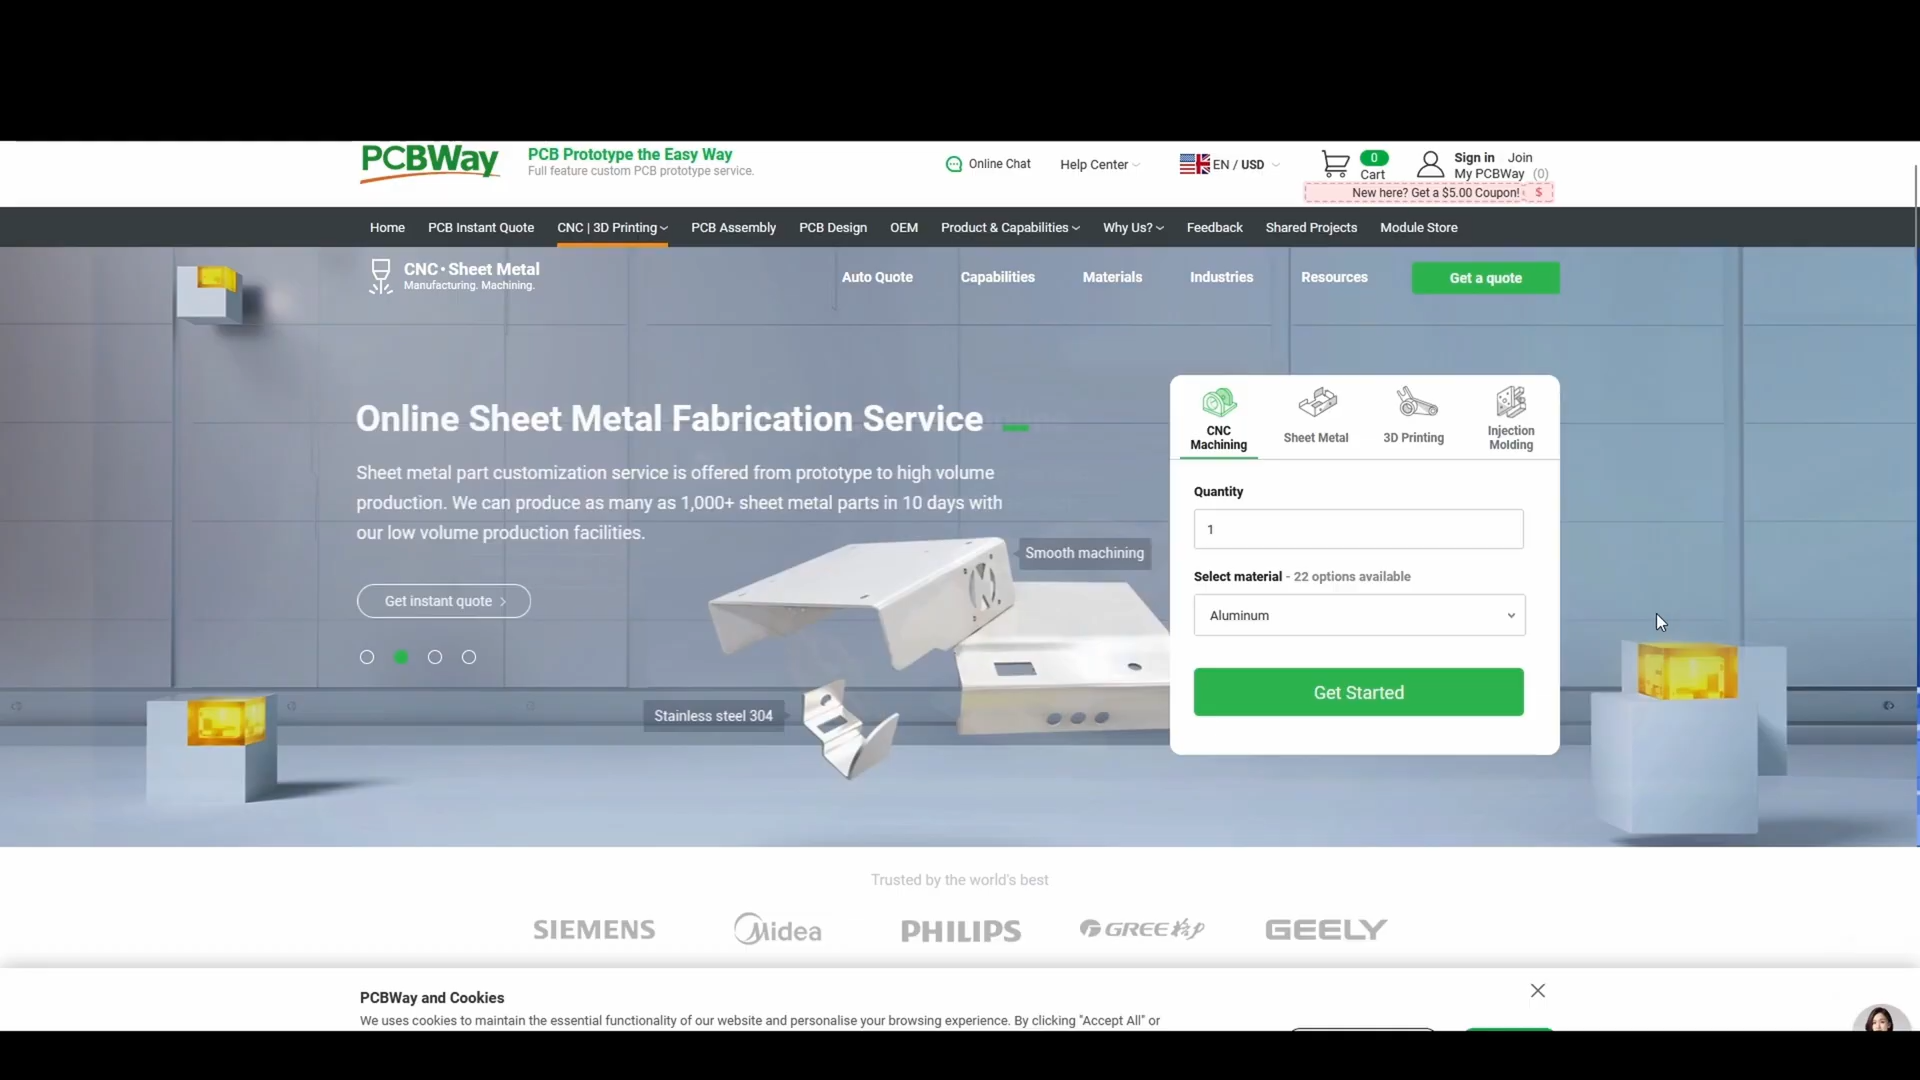 PCBWay
PCB Prototype the Easy Way
Full feature custom PCB prototype service.
Online Chat
Help Center
EN / USD
0
Cart
Sign in Join
My PCBWay (0)
New here? Get a $5.00 Coupon! $
Home PCB Instant Quote CNC | 3D Printing PCB Assembly PCB Design OEM Product & Capabilities Why Us? Feedback Shared Projects Module Store
CNC·Sheet Metal
Manufacturing. Machining.
Auto Quote Capabilities Materials Industries Resources Get a quote
Online Sheet Metal Fabrication Service
Sheet metal part customization service is offered from prototype to high volume
production. We can produce as many as 1,000+ sheet metal parts in 10 days with
our low volume production facilities.
Get instant quote
Smooth machining
Stainless steel 304
CNC
Machining
Sheet Metal
3D Printing
Injection
Molding
Quantity
1
Select material - 22 options available
Aluminum
Get Started
Trusted by the world's best
SIEMENS Midea PHILIPS GREE格力 GEELY
PCBWay and Cookies
We uses cookies to maintain the essential functionality of our website and personalise your browsing experience. By clicking "Accept All" or